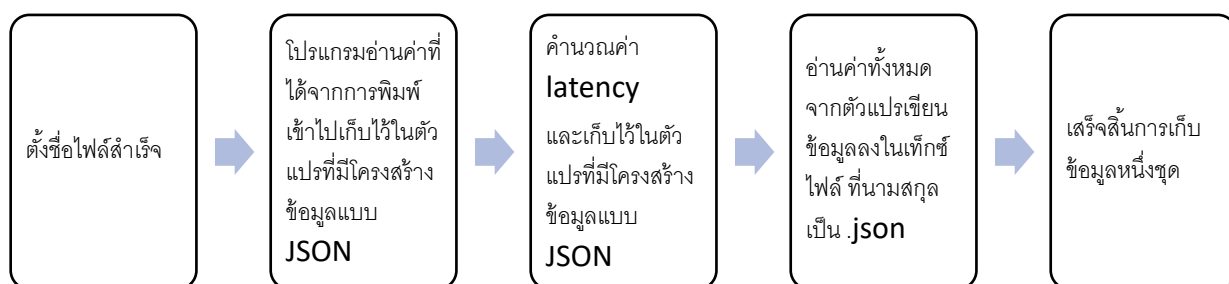 ตั้งชื่อไฟล์สำเร็จ
โปรแกรมอ่านค่าที่
ได้จากการพิมพ์
เข้าไปเก็บไว้ในตัว
แปรที่มีโครงสร้าง
ข้อมูลแบบ
JSON
คำนวณค่า
latency
และเก็บไว้ในตัว
แปรที่มีโครงสร้าง
ข้อมูลแบบ
JSON
อ่านค่าทั้งหมด
จากตัวแปรเขียน
ข้อมูลลงในเท็กซ์
ไฟล์ ที่นามสกุล
เป็น .json
เสร็จสิ้นการเก็บ
ข้อมูลหนึ่งชุด